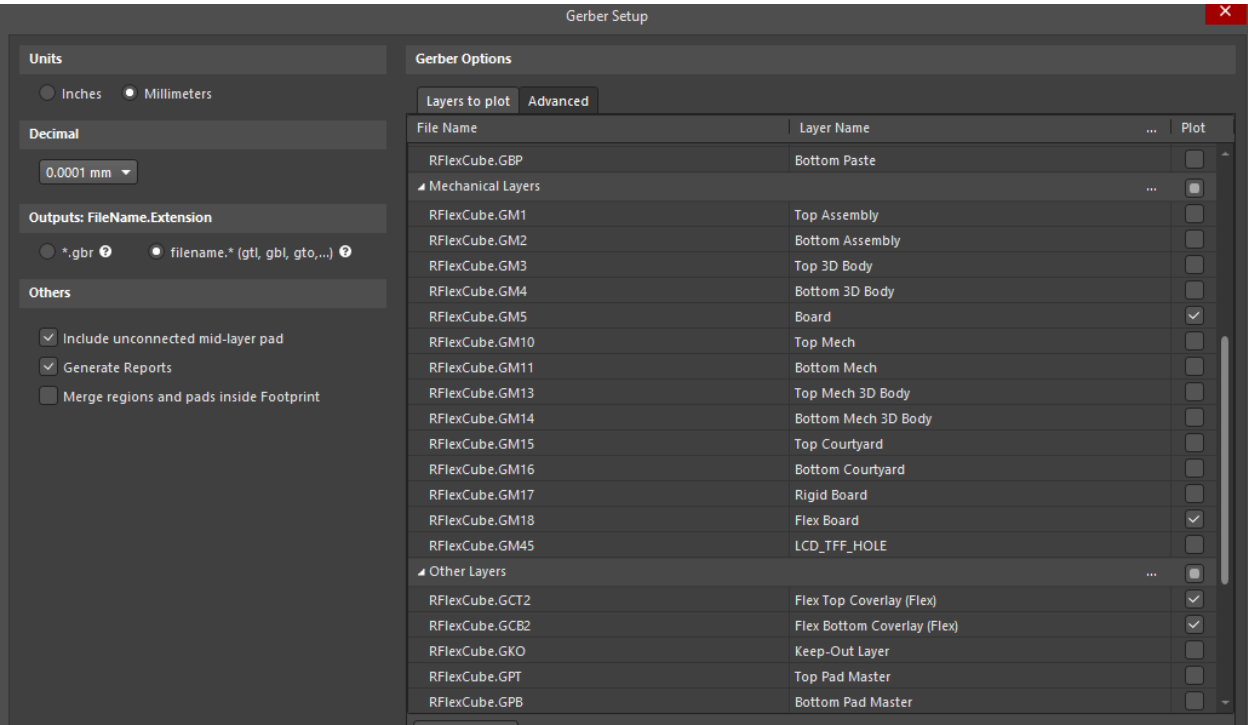 Gerber Setup
Units
Inches Millimeters
Decimal
0.0001 mm
Outputs: FileName.Extension
*.gbr ? filename.* (gtl, gbl, gto,...) ?
Others
Include unconnected mid-layer pad
Generate Reports
Merge regions and pads inside Footprint
Gerber Options
Layers to plot Advanced
File Name Layer Name ... Plot
RFlexCube.GBP Bottom Paste
Mechanical Layers ...
RFlexCube.GM1 Top Assembly
RFlexCube.GM2 Bottom Assembly
RFlexCube.GM3 Top 3D Body
RFlexCube.GM4 Bottom 3D Body
RFlexCube.GM5 Board
RFlexCube.GM10 Top Mech
RFlexCube.GM11 Bottom Mech
RFlexCube.GM13 Top Mech 3D Body
RFlexCube.GM14 Bottom Mech 3D Body
RFlexCube.GM15 Top Courtyard
RFlexCube.GM16 Bottom Courtyard
RFlexCube.GM17 Rigid Board
RFlexCube.GM18 Flex Board
RFlexCube.GM45 LCD_TFF_HOLE
Other Layers ...
RFlexCube.GCT2 Flex Top Coverlay (Flex)
RFlexCube.GCB2 Flex Bottom Coverlay (Flex)
RFlexCube.GKO Keep-Out Layer
RFlexCube.GPT Top Pad Master
RFlexCube.GPB Bottom Pad Master